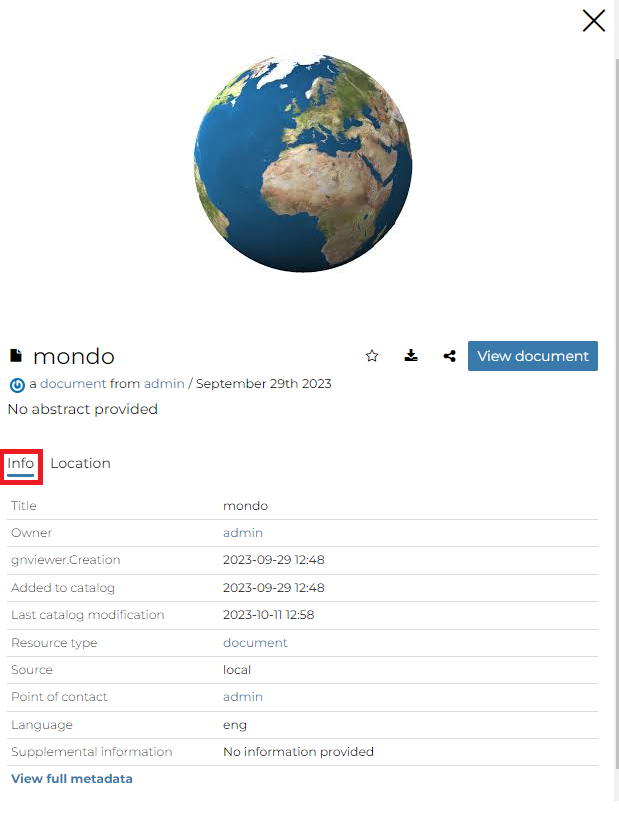 mondo
View document
a document from admin / September 29th 2023
No abstract provided
Info Location
Title mondo
Owner admin
gnviewer.Creation 2023-09-29 12:48
Added to catalog 2023-09-29 12:48
Last catalog modification 2023-10-11 12:58
Resource type document
Source local
Point of contact admin
Language eng
Supplemental information No information provided
View full metadata